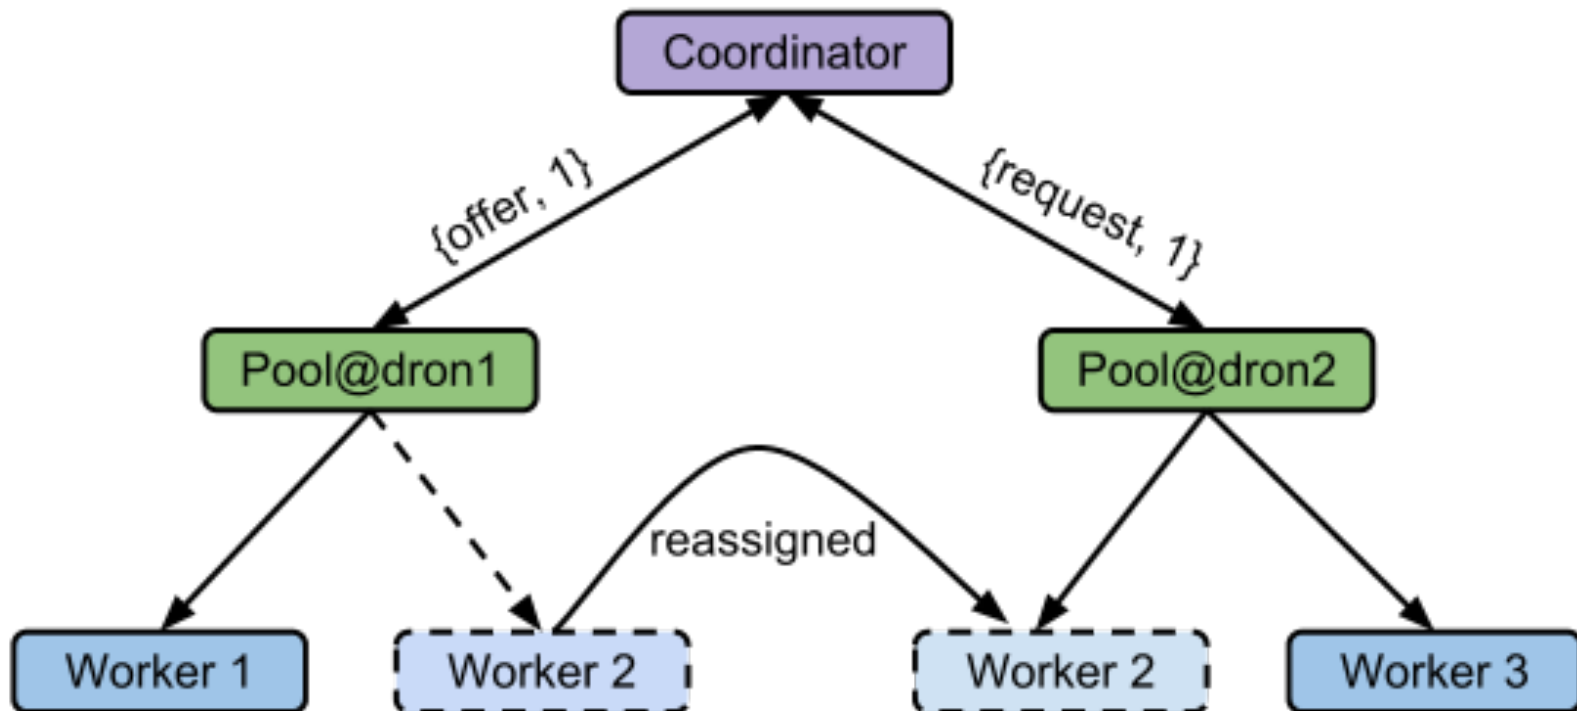 Coordinator
{offer, 1}
{request, 1}
Pool@dron1
Pool@dron2
reassigned
Worker 1
Worker 2
Worker 2
Worker 3